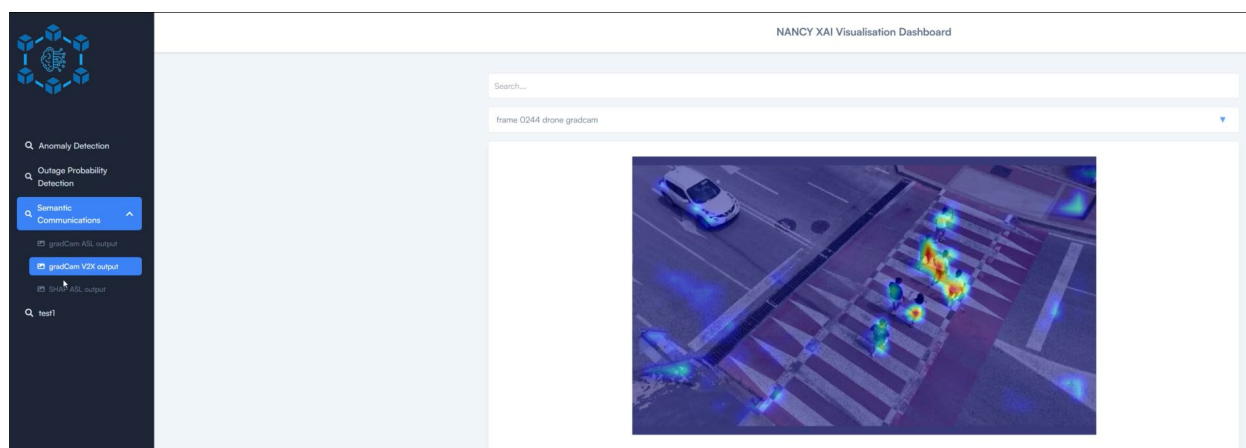 NANCY XAI Visualisation Dashboard
Anomaly Detection
Outage Probability
Detection
Semantic
Communications
gradCam ASL output
gradCam V2X output
SHAP ASL output
test1
Search...
frame 0244 drone gradcam